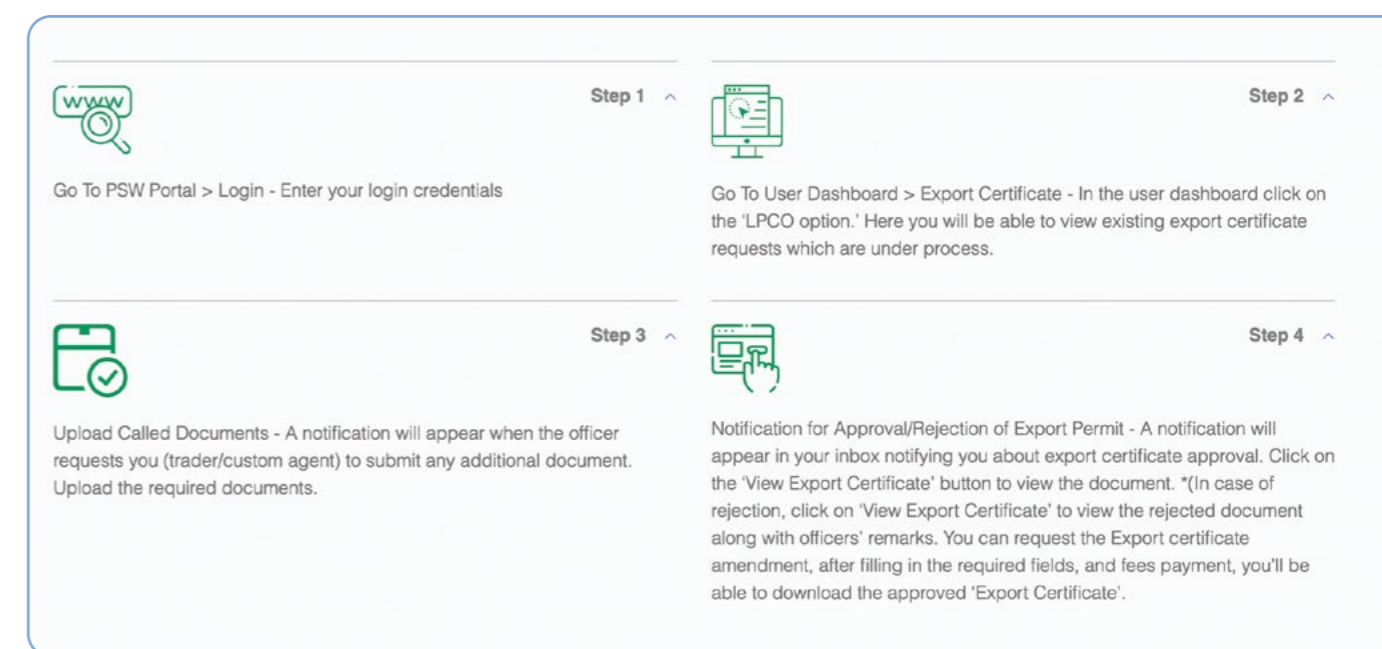 www
Step 1
Go To PSW Portal > Login - Enter your login credentials
Step 2
Go To User Dashboard > Export Certificate - In the user dashboard click on
the 'LPCO option.' Here you will be able to view existing export certificate
requests which are under process.
Step 3
Upload Called Documents - A notification will appear when the officer
requests you (trader/custom agent) to submit any additional document.
Upload the required documents.
Step 4
Notification for Approval/Rejection of Export Permit - A notification will
appear in your inbox notifying you about export certificate approval. Click on
the 'View Export Certificate' button to view the document. *(In case of
rejection, click on 'View Export Certificate' to view the rejected document
along with officers' remarks. You can request the Export certificate
amendment, after filling in the required fields, and fees payment, you'll be
able to download the approved 'Export Certificate'.